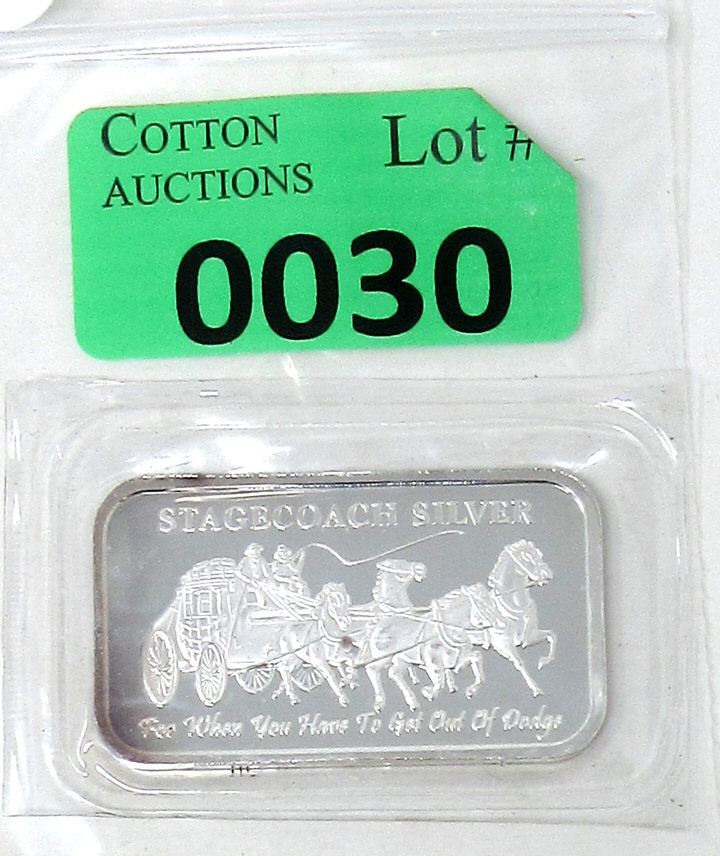 COTTON
AUCTIONS
Lot #
0030
STAGECOACH SILVER
For When You Have To Get Out Of Dodge